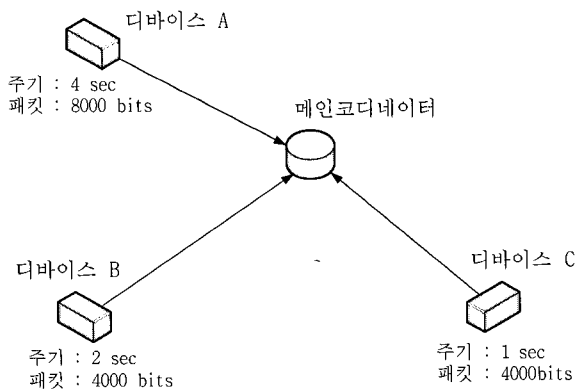 디바이스 A
주기 : 4 sec
패킷 : 8000 bits
메인코디네이터
디바이스 B
주기 : 2 sec
패킷 : 4000 bits
디바이스 C
주기 : 1 sec
패킷 : 4000bits